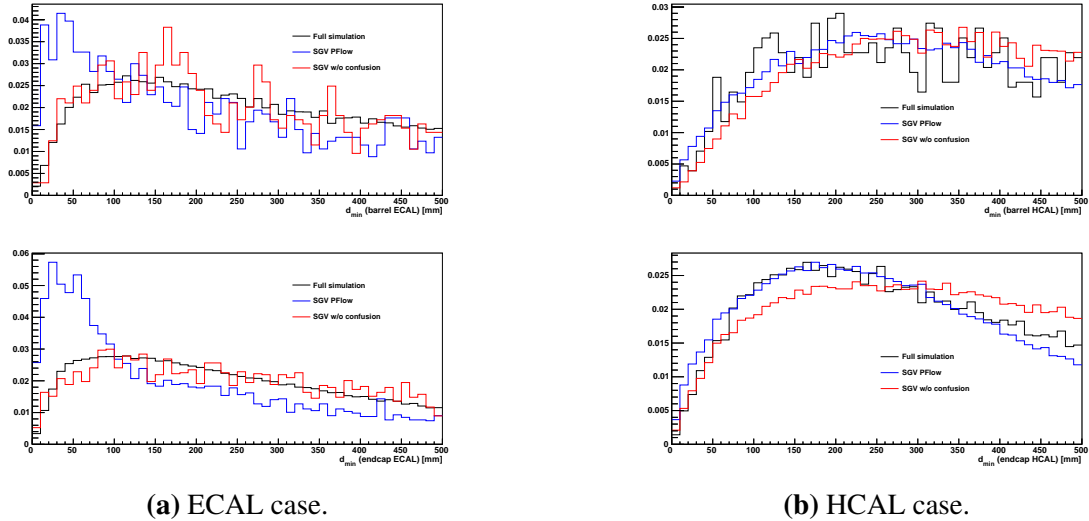 0.04
0.035
0.03
0.025
0.02
0.015
0.01
0.005
0
Full simulation
SGV PFlow
SGV w/o confusion
0 50 100 150 200 250 300 350 400 450 500
d_min (barrel ECAL) [mm]
0.03
0.025
0.02
0.015
0.01
0.005
0
Full simulation
SGV PFlow
SGV w/o confusion
0 50 100 150 200 250 300 350 400 450 500
d_min (barrel HCAL) [mm]
0.06
0.05
0.04
0.03
0.02
0.01
0
Full simulation
SGV PFlow
SGV w/o confusion
0 50 100 150 200 250 300 350 400 450 500
d_min (endcap ECAL) [mm]
0.025
0.02
0.015
0.01
0.005
0
Full simulation
SGV PFlow
SGV w/o confusion
0 50 100 150 200 250 300 350 400 450 500
d_min (endcap HCAL) [mm]
(a) ECAL case.
(b) HCAL case.